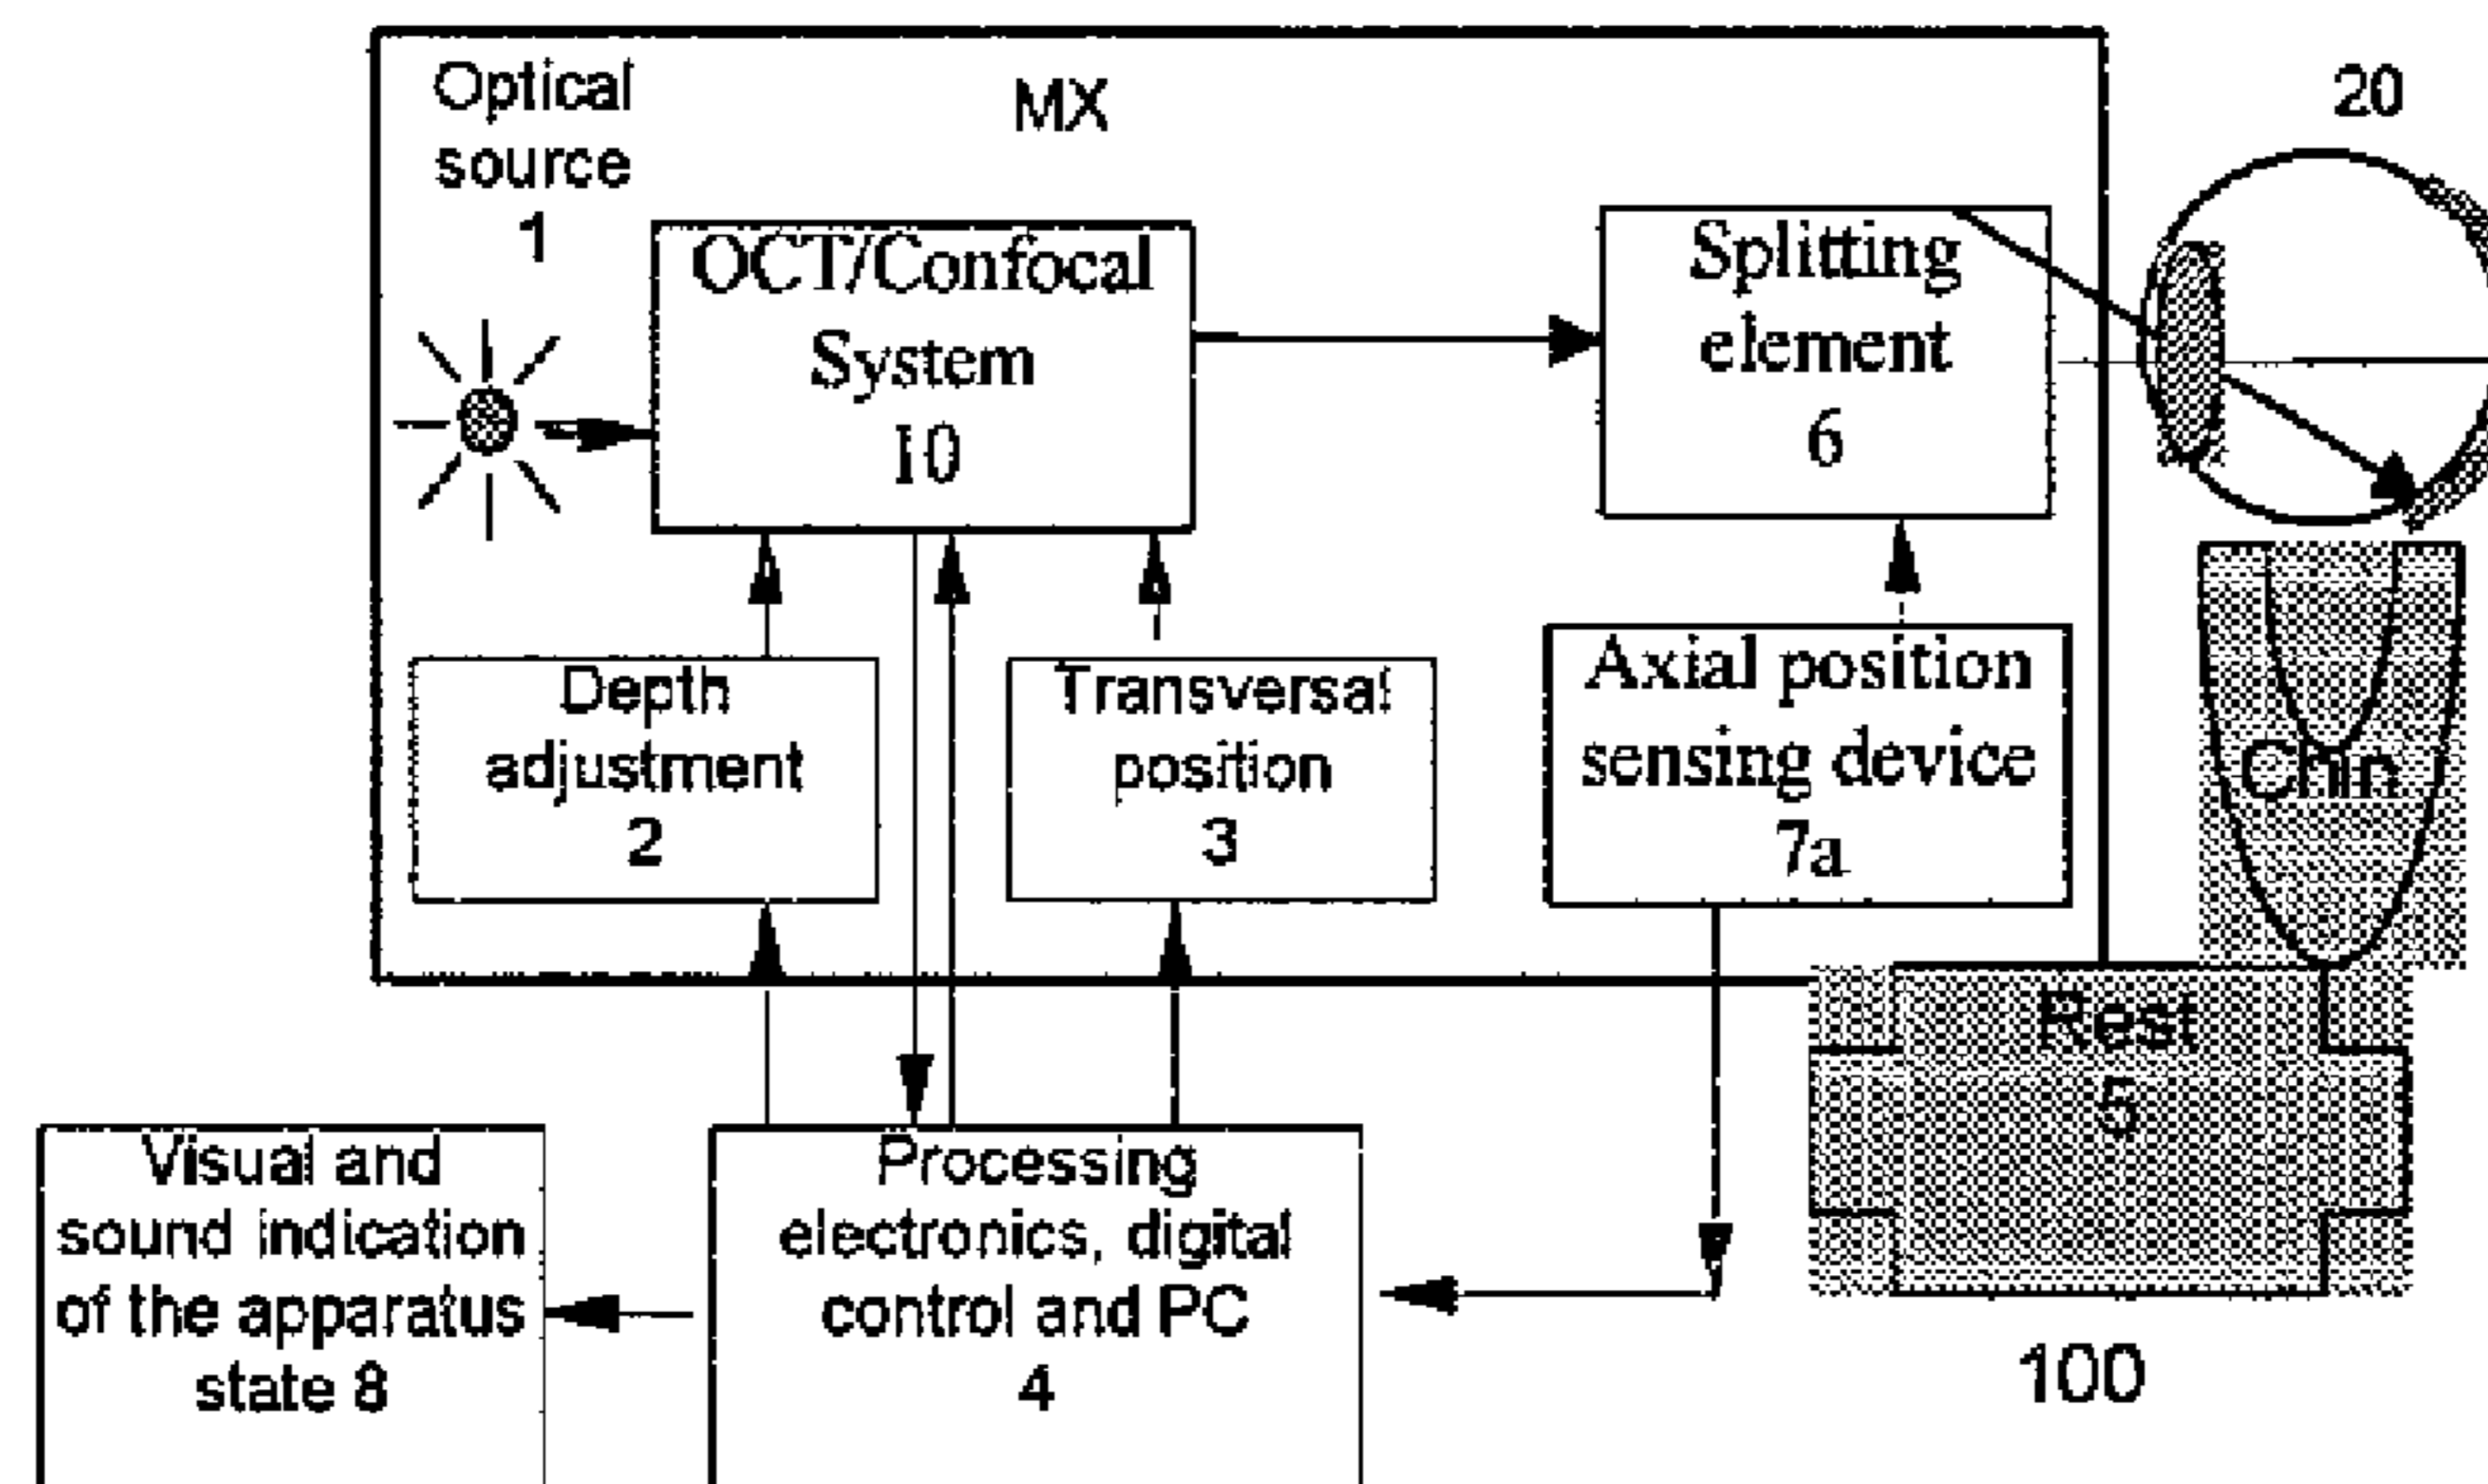 Optical
source
1
MX
20
OCT/Confocal
System
10
Splitting
element
6
Depth
adjustment
2
Transversal
position
3
Axial position
sensing device
7a
Chin
Rest
5
Visual and
sound indication
of the apparatus
state 8
Processing
electronics, digital
control and PC
4
100